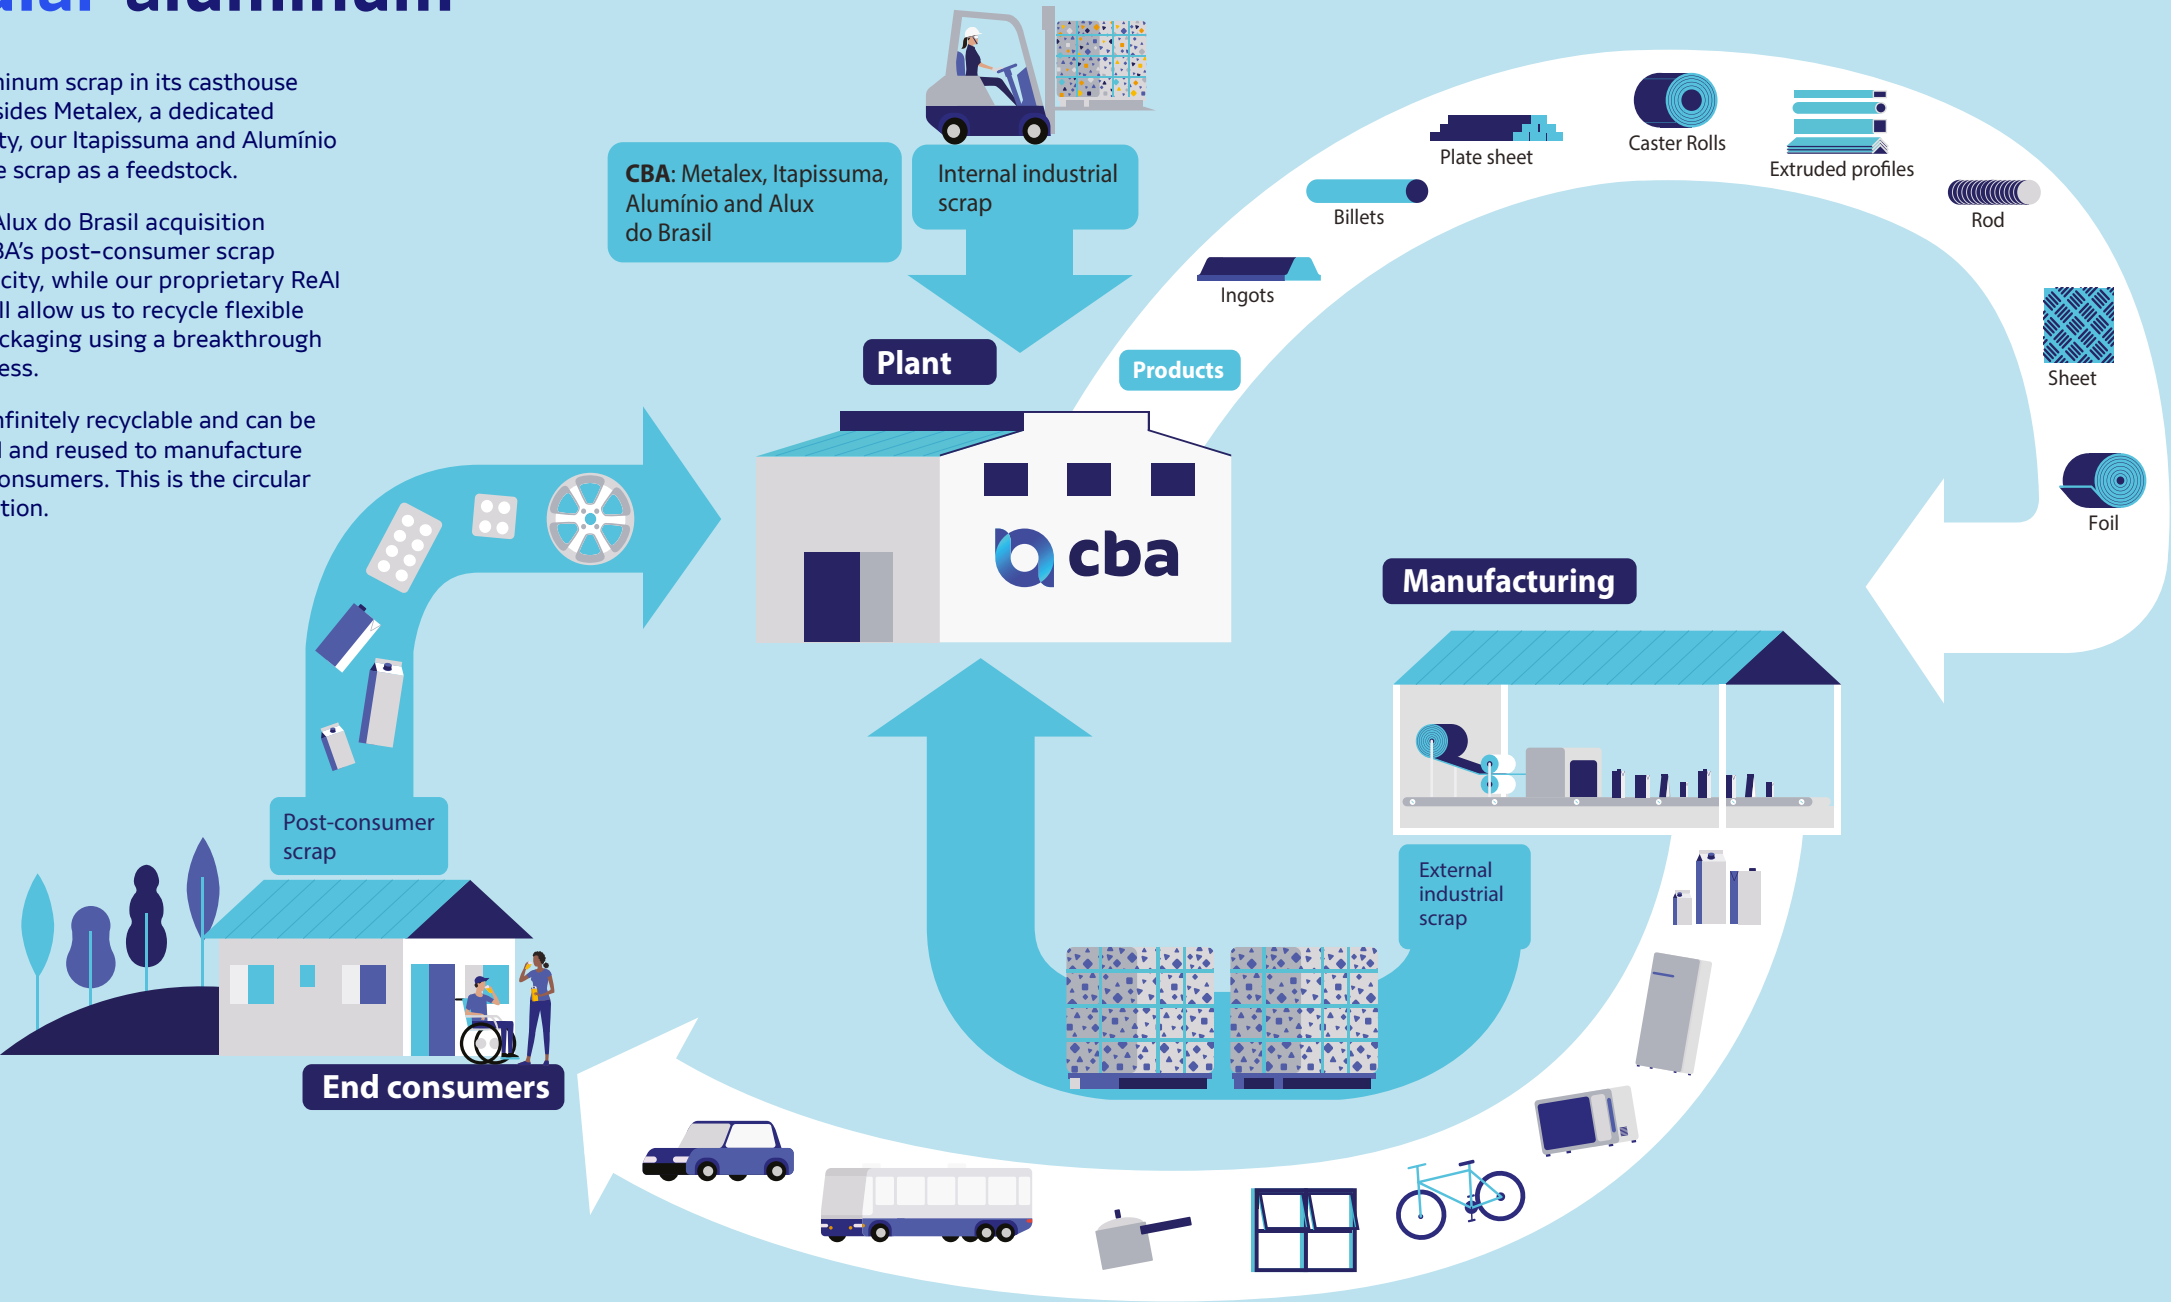 ular aluminum
minum scrap in its casthouse
sides Metalex, a dedicated
ty, our Itapissuma and Alumínio
e scrap as a feedstock.
Alux do Brasil acquisition
BA's post-consumer scrap
city, while our proprietary ReAl
ll allow us to recycle flexible
ckaging using a breakthrough
ess.
nfinitely recyclable and can be
l and reused to manufacture
onsumers. This is the circular
tion.
CBA: Metalex, Itapissuma,
Alumínio and Alux
do Brasil
Internal industrial
scrap
Plant
Products
Ingots
Billets
Plate sheet
Caster Rolls
Extruded profiles
Rod
Sheet
Foil
cba
Manufacturing
External
industrial
scrap
Post-consumer
scrap
End consumers